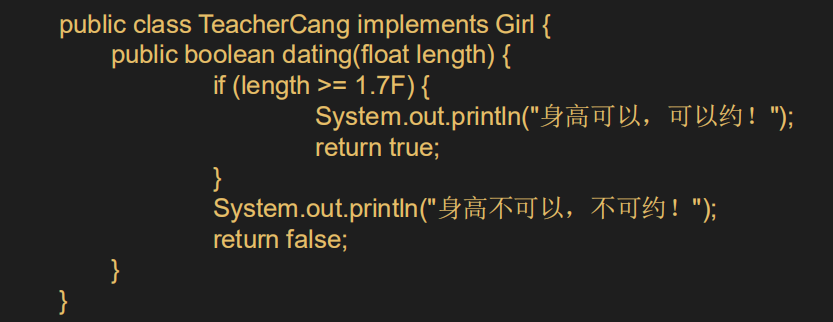 public class TeacherCang implements Girl {
public boolean dating(float length) {
if (length >= 1.7F) {
System.out.println("身高可以，可以约！");
return true;
}
System.out.println("身高不可以，不可约！");
return false;
}
}